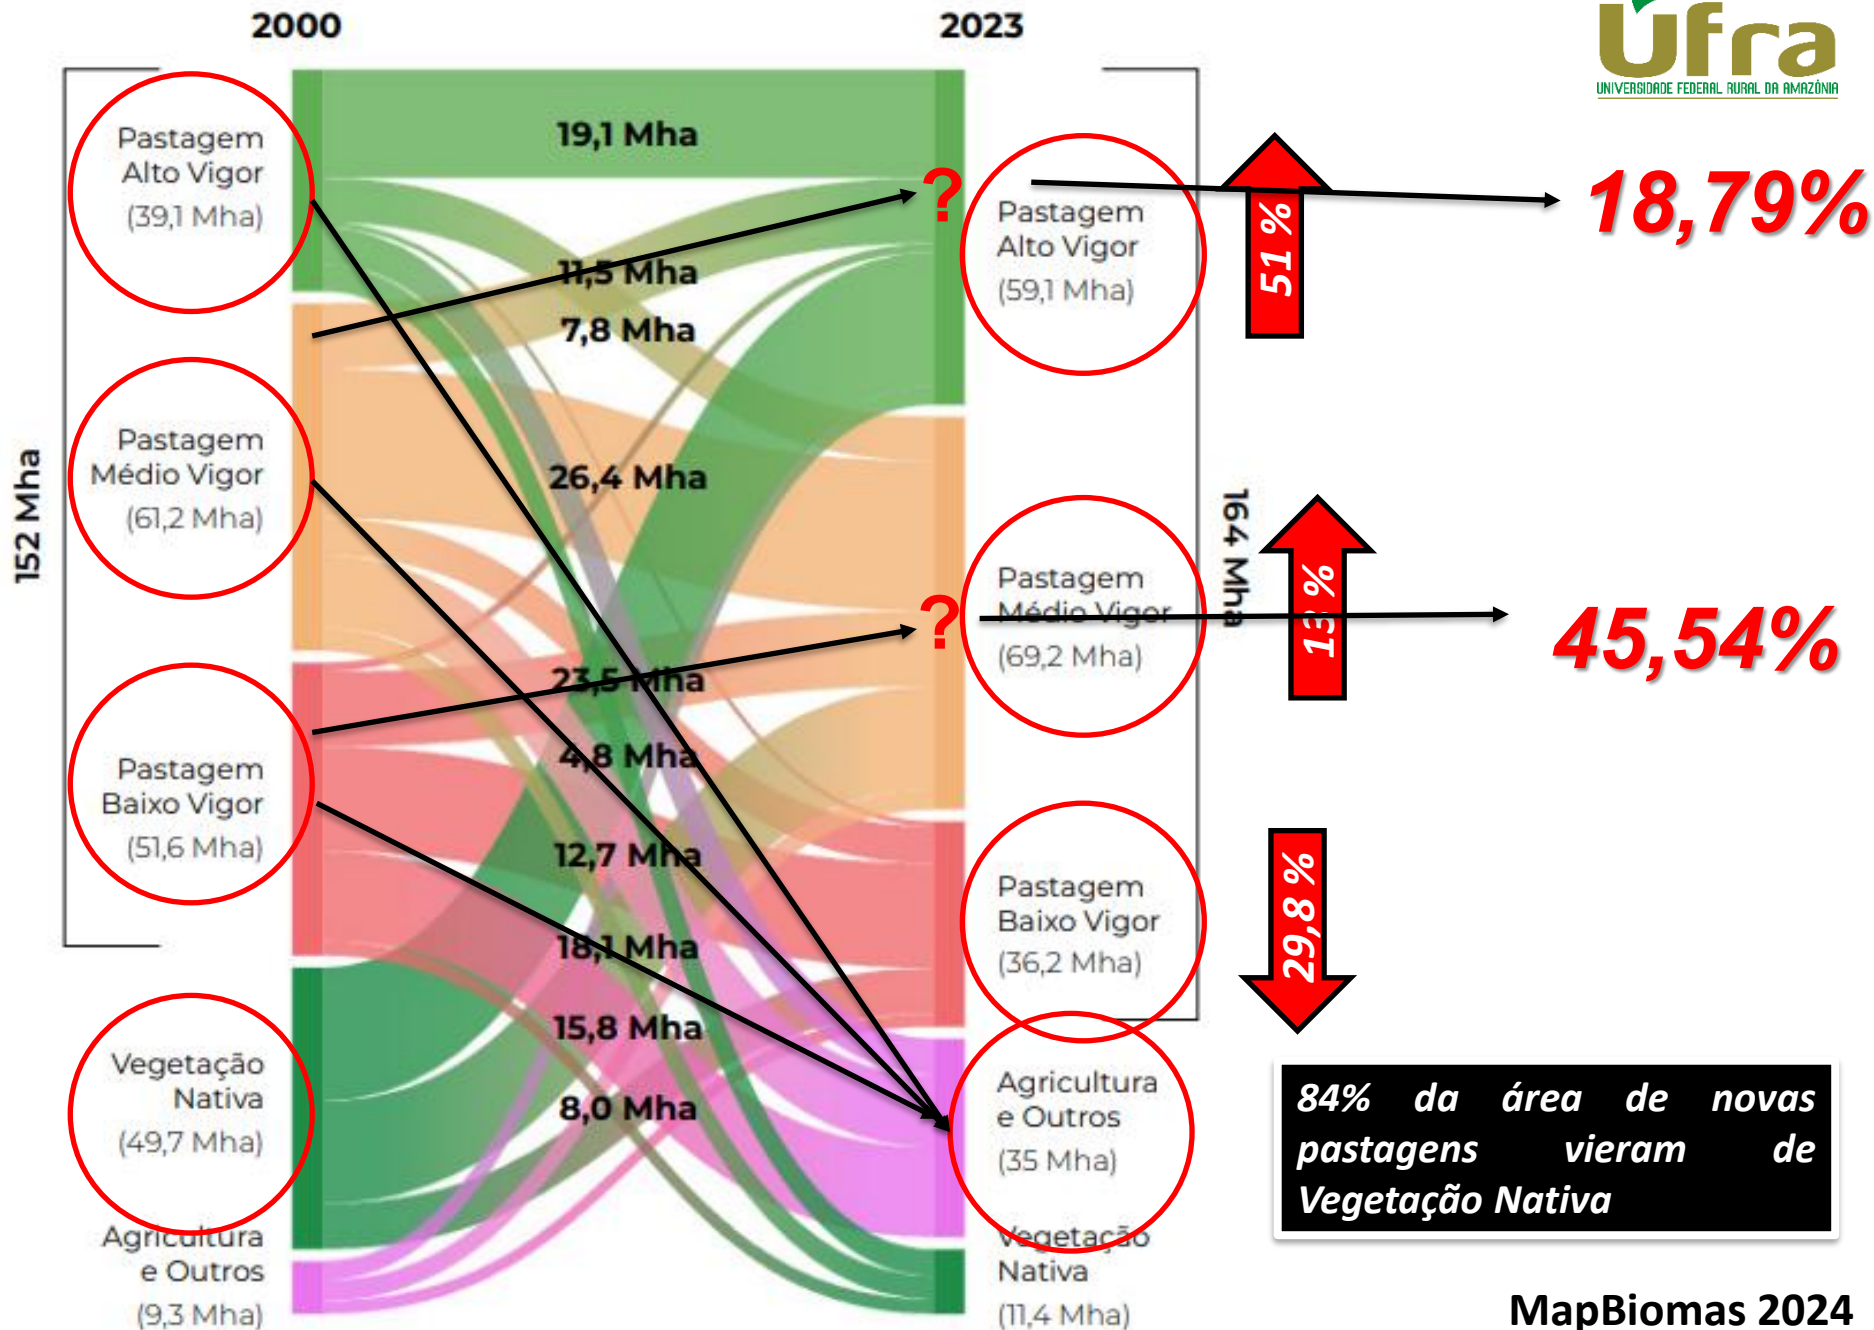 2000
2023
Ufra
UNIVERSIDADE FEDERAL RURAL DA AMAZÔNIA
152 Mha
Pastagem
Alto Vigor
(39,1 Mha)
Pastagem
Médio Vigor
(61,2 Mha)
Pastagem
Baixo Vigor
(51,6 Mha)
Vegetação
Nativa
(49,7 Mha)
Agricultura
e Outros
(9,3 Mha)
19,1 Mha
11,5 Mha
7,8 Mha
26,4 Mha
23,5 Mha
4,8 Mha
12,7 Mha
18,1 Mha
15,8 Mha
8,0 Mha
?
?
Pastagem
Alto Vigor
(59,1 Mha)
Pastagem
Médio Vigor
(69,2 Mha)
Pastagem
Baixo Vigor
(36,2 Mha)
Agricultura
e Outros
(35 Mha)
Vegetação
Nativa
(11,4 Mha)
164 Mha
51 %
13 %
29,8 %
18,79%
45,54%
84% da área de novas
pastagens vieram de
Vegetação Nativa
MapBiomas 2024